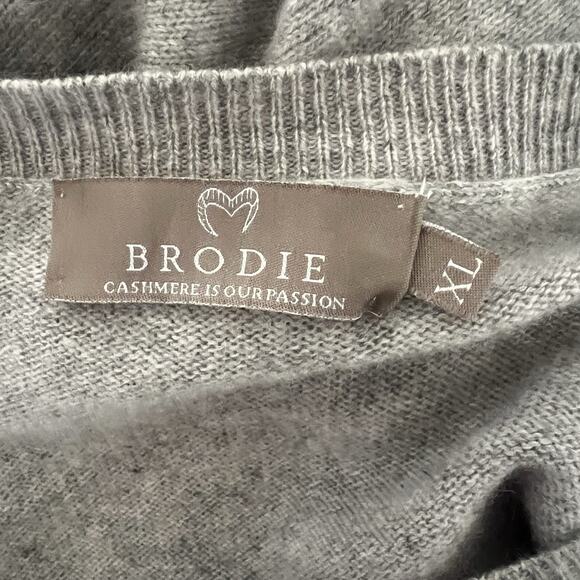 BRODIE
CASHMERE IS OUR PASSION
XL